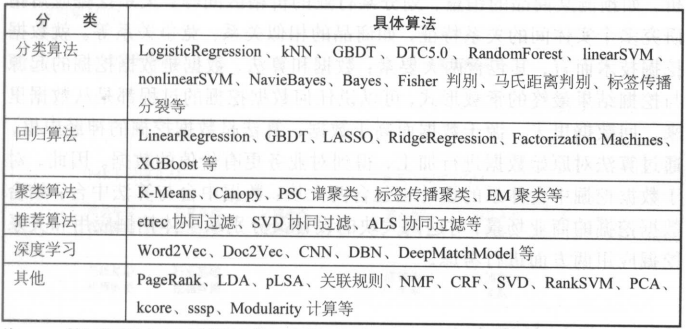 分 类 具体算法
分类算法 LogisticRegression、kNN、GBDT、DTC5.0、RandomForest、linearSVM、
nonlinearSVM、NavieBayes、Bayes、Fisher 判别、马氏距离判别、标签传播
分裂等
回归算法 LinearRegression、GBDT、LASSO、RidgeRegression、Factorization Machines、
XGBoost 等
聚类算法 K-Means、Canopy、PSC 谱聚类、标签传播聚类、EM 聚类等
推荐算法 etrec 协同过滤、SVD 协同过滤、ALS 协同过滤等
深度学习 Word2Vec、Doc2Vec、CNN、DBN、DeepMatchModel 等
其他 PageRank、LDA、pLSA、关联规则、NMF、CRF、SVD、RankSVM、PCA、
kcore、sssp、Modularity 计算等